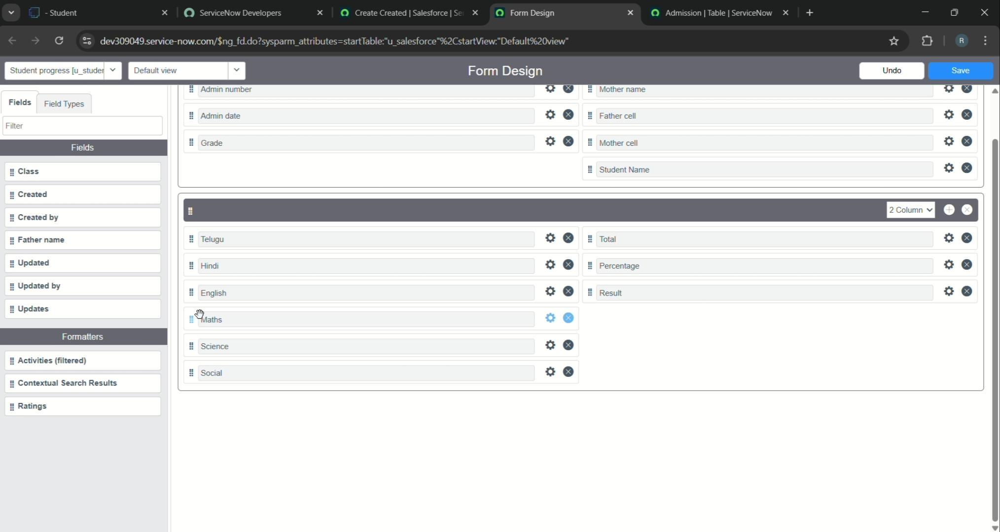 - Student
ServiceNow Developers
Create Created | Salesforce | Se
Form Design
Admission | Table | ServiceNow
dev309049.service-now.com/$ng_fd.do?sysparm_attributes=startTable:"u_salesforce"%2CstartView:"Default%20view"
R
Student progress [u_studer
Default view
Form Design
Undo
Save
Fields
Field Types
Filter
Fields
Class
Created
Created by
Father name
Updated
Updated by
Updates
Formatters
Activities (filtered)
Contextual Search Results
Ratings
Admin number
Mother name
Admin date
Father cell
Grade
Mother cell
Student Name
2 Column
Telugu
Total
Hindi
Percentage
English
Result
Maths
Science
Social